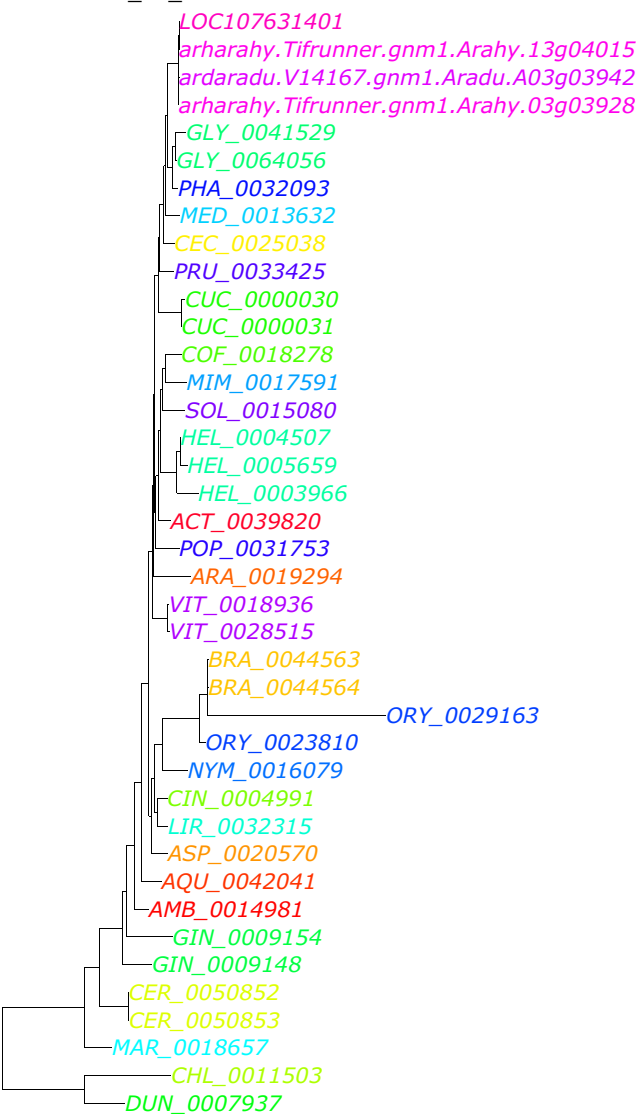 LOC107631401
arharahy.Tifrunner.gnm1.Arahy.13g04015
ardaradu.V14167.gnm1.Aradu.A03g03942
arharahy.Tifrunner.gnm1.Arahy.03g03928
GLY_0041529
GLY_0064056
PHA_0032093
MED_0013632
CEC_0025038
PRU_0033425
CUC_0000030
CUC_0000031
COF_0018278
MIM_0017591
SOL_0015080
HEL_0004507
HEL_0005659
HEL_0003966
ACT_0039820
POP_0031753
ARA_0019294
VIT_0018936
VIT_0028515
BRA_0044563
BRA_0044564
ORY_0029163
ORY_0023810
NYM_0016079
CIN_0004991
LIR_0032315
ASP_0020570
AQU_0042041
AMB_0014981
GIN_0009154
GIN_0009148
CER_0050852
CER_0050853
MAR_0018657
CHL_0011503
DUN_0007937